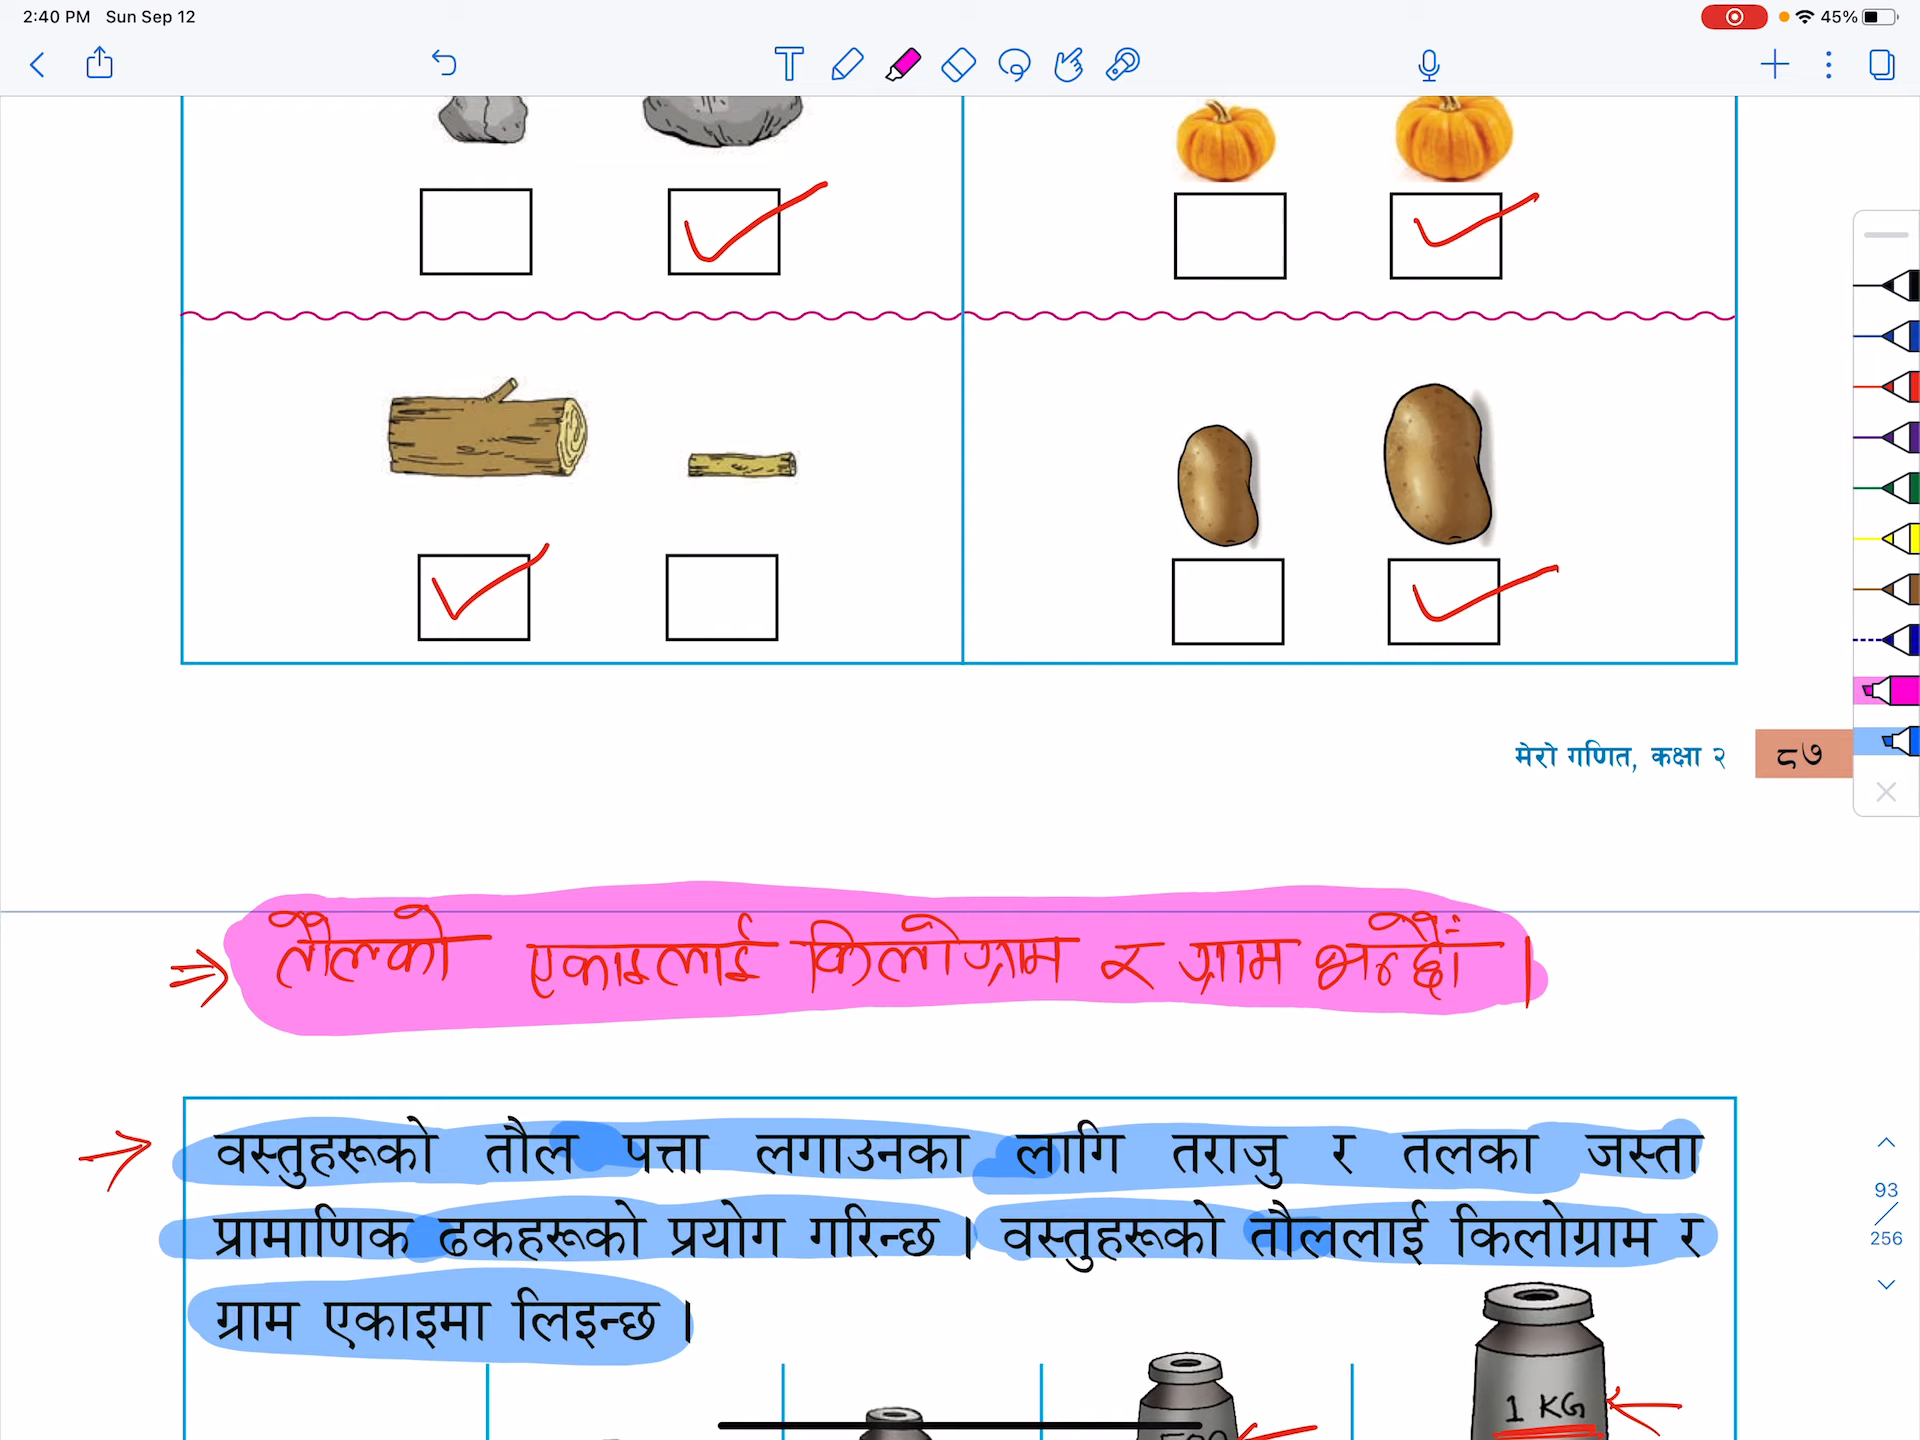 2:40 PM Sun Sep 12
45%
मेरो गणित, कक्षा २
८७
तौलको एकाइलाई किलोग्राम र ग्राम भन्छौं ।
वस्तुहरूको तौल पत्ता लगाउनका लागि तराजु र तलका जस्ता
प्रामाणिक ढकहरूको प्रयोग गरिन्छ । वस्तुहरूको तौललाई किलोग्राम र
ग्राम एकाइमा लिइन्छ ।
93
256
1 KG